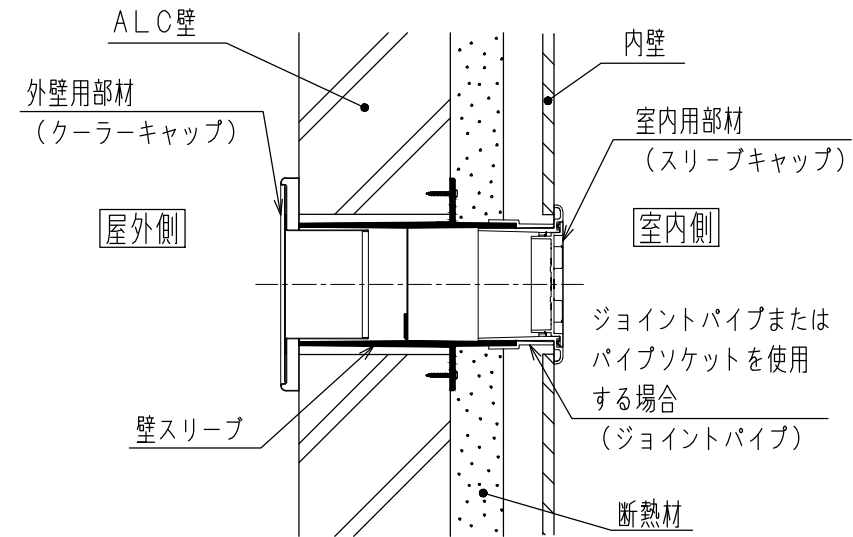 ALC壁
内壁
外壁用部材
（クーラーキャップ）
室内用部材
（スリーブキャップ）
屋外側
室内側
ジョイントパイプまたは
パイプソケットを使用
する場合
（ジョイントパイプ）
壁スリーブ
断熱材